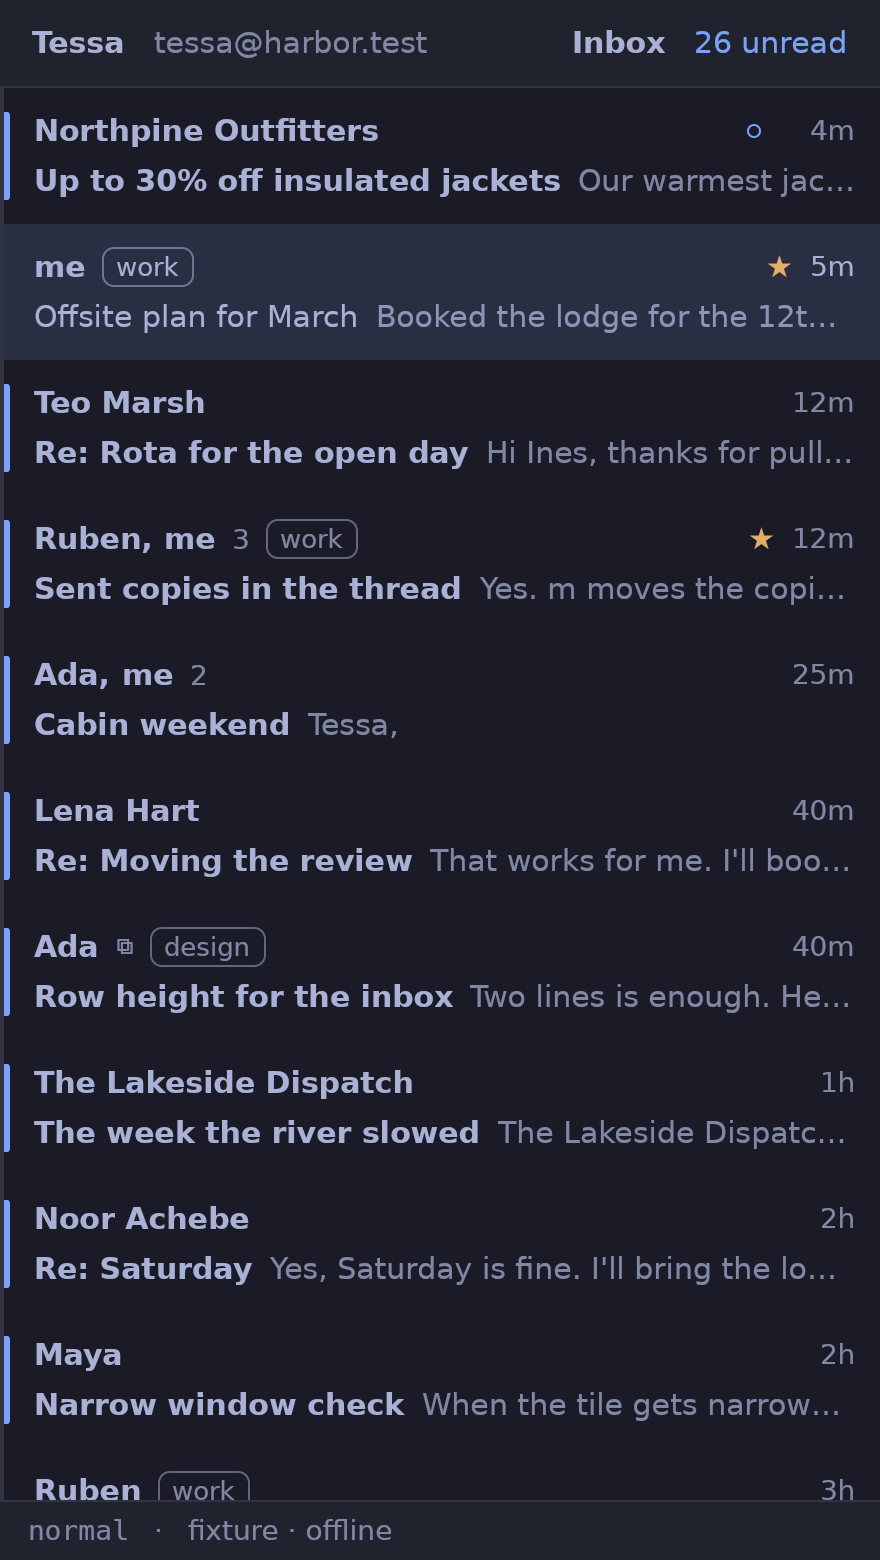 Tessa tessa@harbor.test Inbox 26 unread
Northpine Outfitters 4m
Up to 30% off insulated jackets Our warmest jac…
me work ★ 5m
Offsite plan for March Booked the lodge for the 12t…
Teo Marsh 12m
Re: Rota for the open day Hi Ines, thanks for pull…
Ruben, me 3 work ★ 12m
Sent copies in the thread Yes. m moves the copi…
Ada, me 2 25m
Cabin weekend Tessa,
Lena Hart 40m
Re: Moving the review That works for me. I'll boo…
Ada design 40m
Row height for the inbox Two lines is enough. He…
The Lakeside Dispatch 1h
The week the river slowed The Lakeside Dispatc…
Noor Achebe 2h
Re: Saturday Yes, Saturday is fine. I'll bring the lo…
Maya 2h
Narrow window check When the tile gets narrow…
Ruben work 3h
normal · fixture · offline